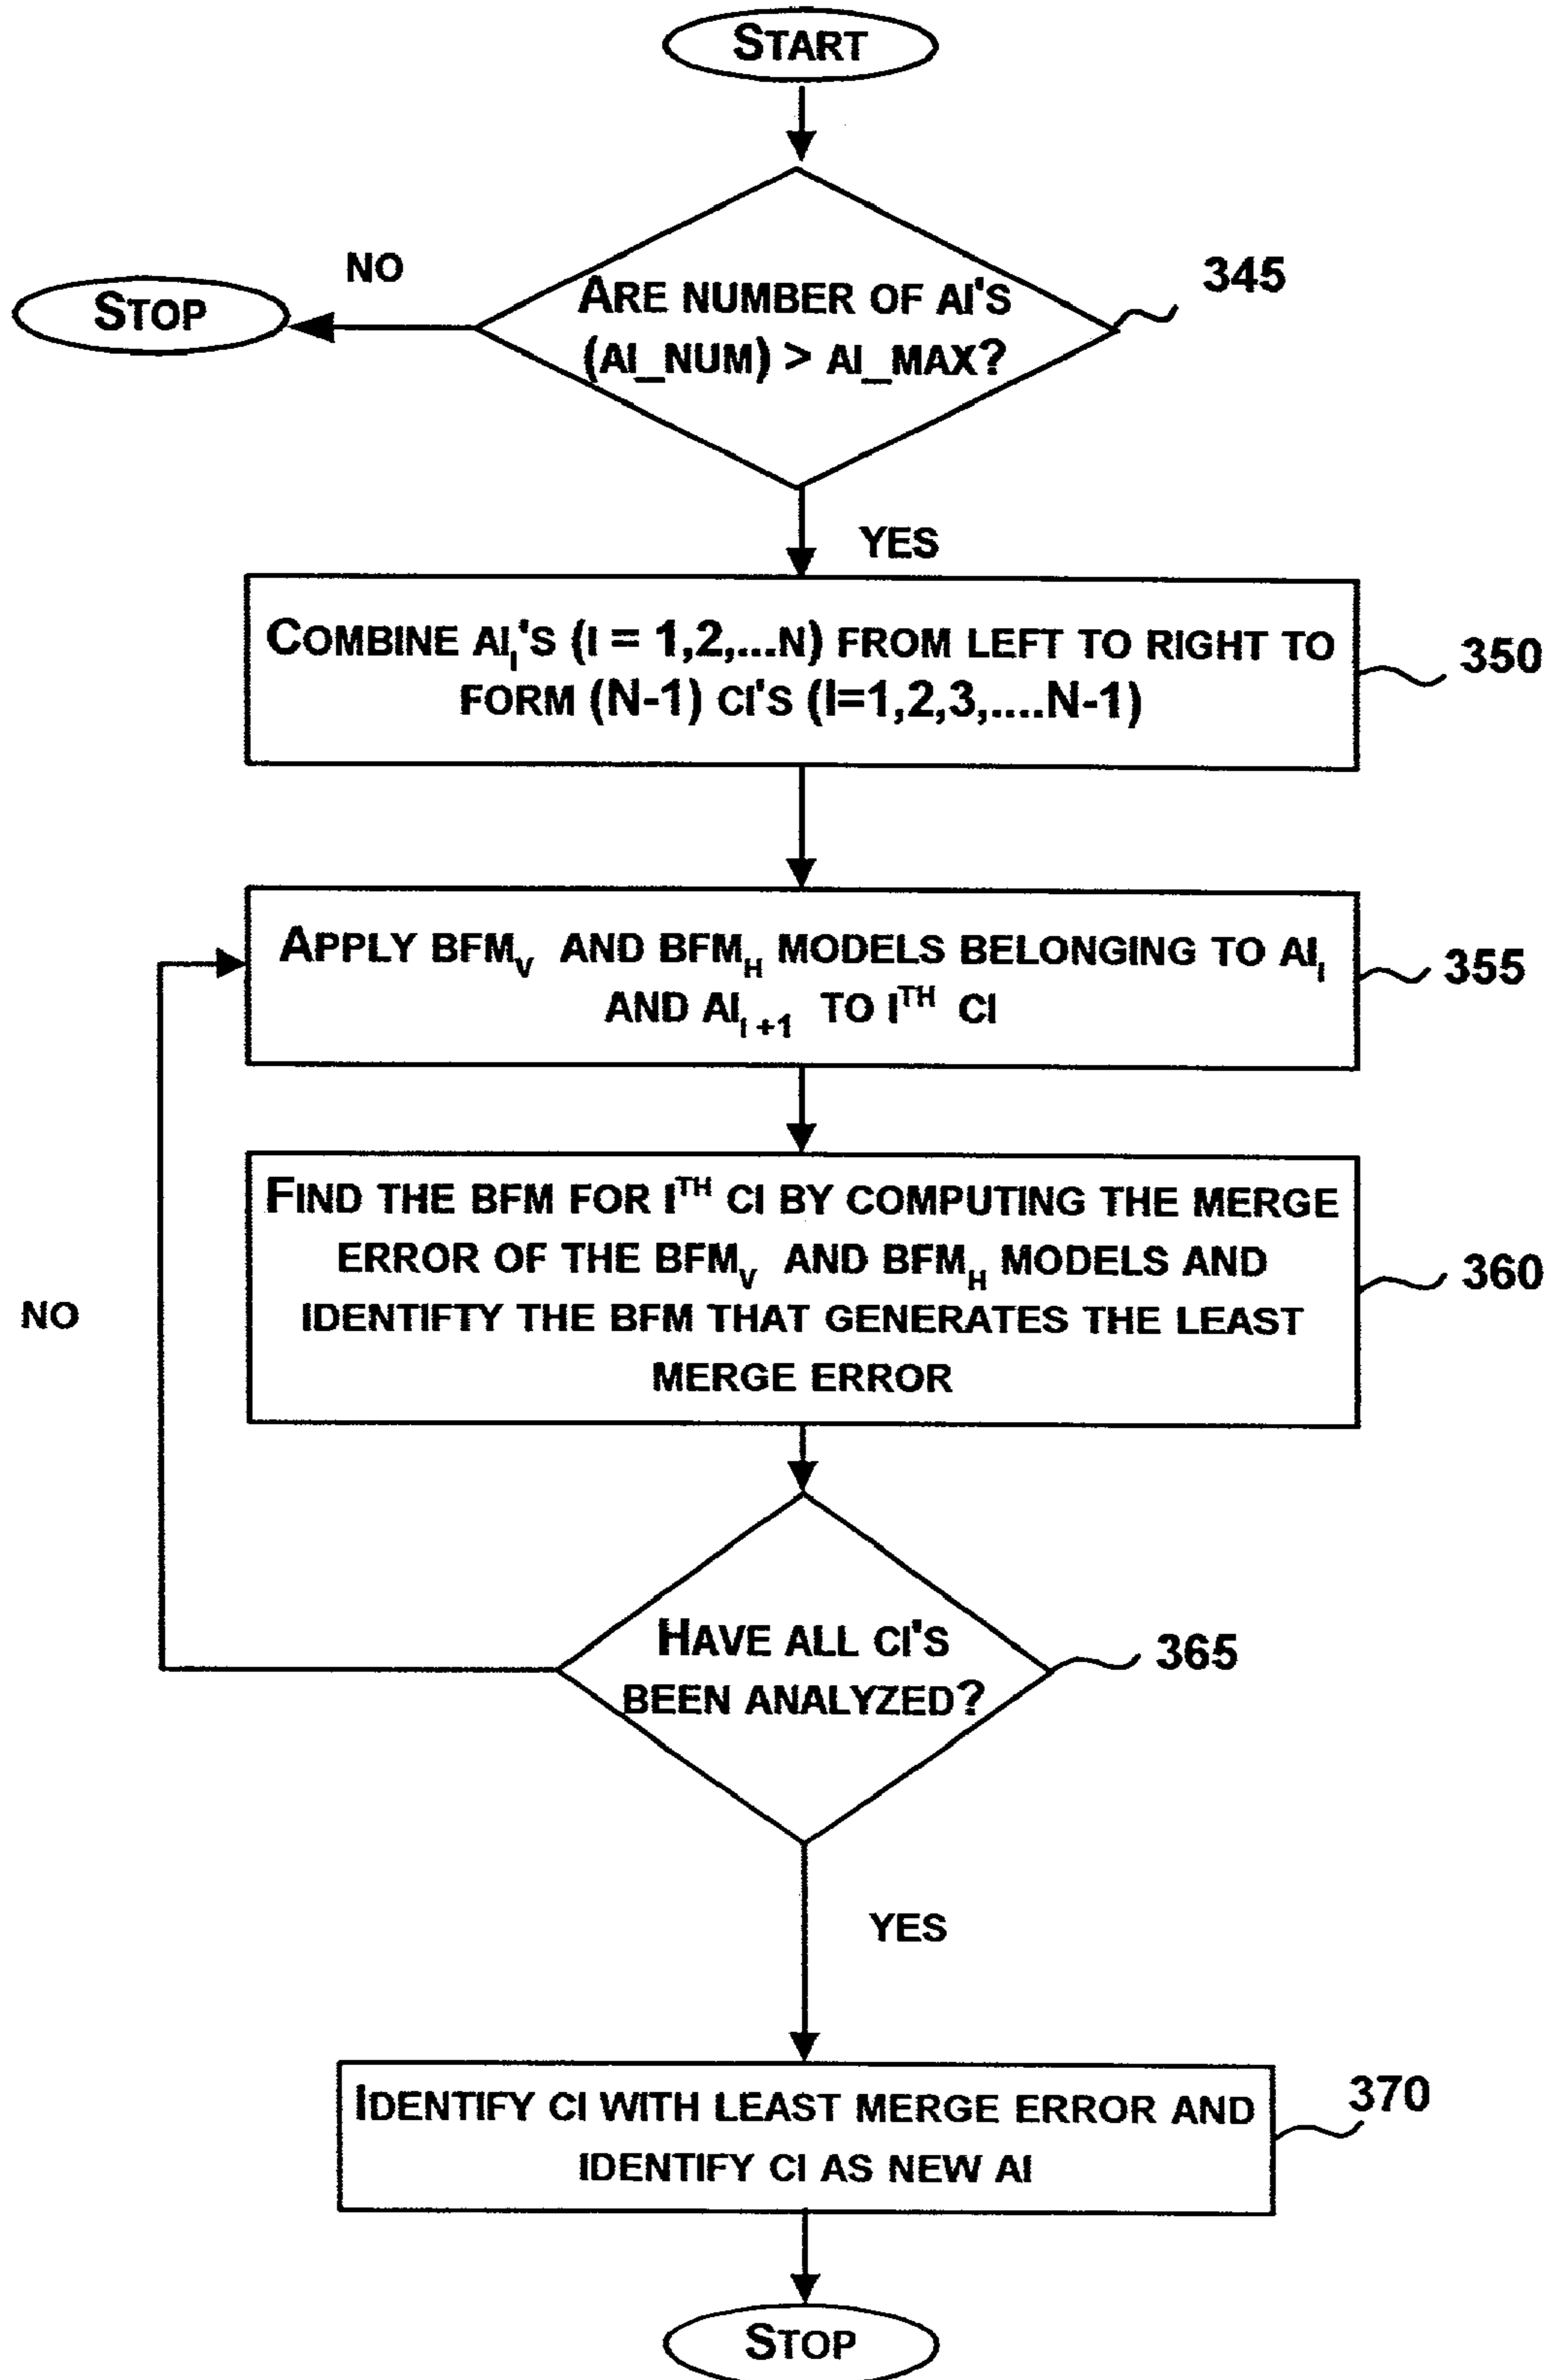 START
ARE NUMBER OF AI'S
(AI_NUM) > AI_MAX?
345
NO
STOP
YES
COMBINE AII'S (I = 1,2,...N) FROM LEFT TO RIGHT TO
FORM (N-1) CI'S (I=1,2,3,....N-1)
350
APPLY BFMV AND BFMH MODELS BELONGING TO AII
AND AII +1 TO ITH CI
355
FIND THE BFM FOR ITH CI BY COMPUTING THE MERGE
ERROR OF THE BFMV AND BFMH MODELS AND
IDENTIFTY THE BFM THAT GENERATES THE LEAST
MERGE ERROR
360
NO
HAVE ALL CI'S
BEEN ANALYZED?
365
YES
IDENTIFY CI WITH LEAST MERGE ERROR AND
IDENTIFY CI AS NEW AI
370
STOP